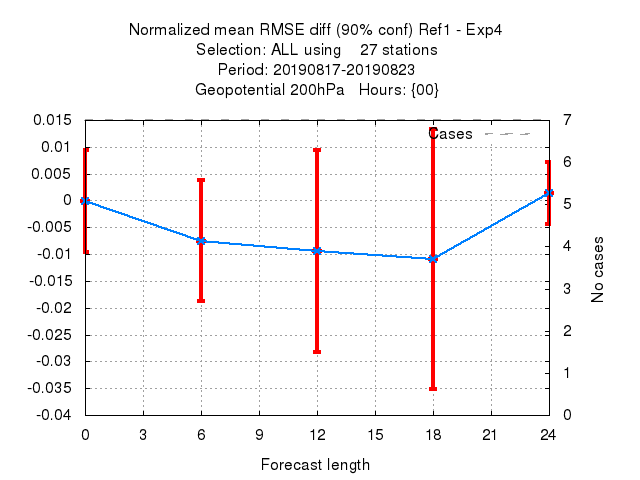 Normalized mean RMSE diff (90% conf) Ref1 - Exp4
Selection: ALL using    27 stations
Period: 20190817-20190823
Geopotential 200hPa   Hours: {00}
Cases
0.015
0.01
0.005
0
-0.005
-0.01
-0.015
-0.02
-0.025
-0.03
-0.035
-0.04
7
6
5
4
3
2
1
0
No cases
0 3 6 9 12 15 18 21 24
Forecast length